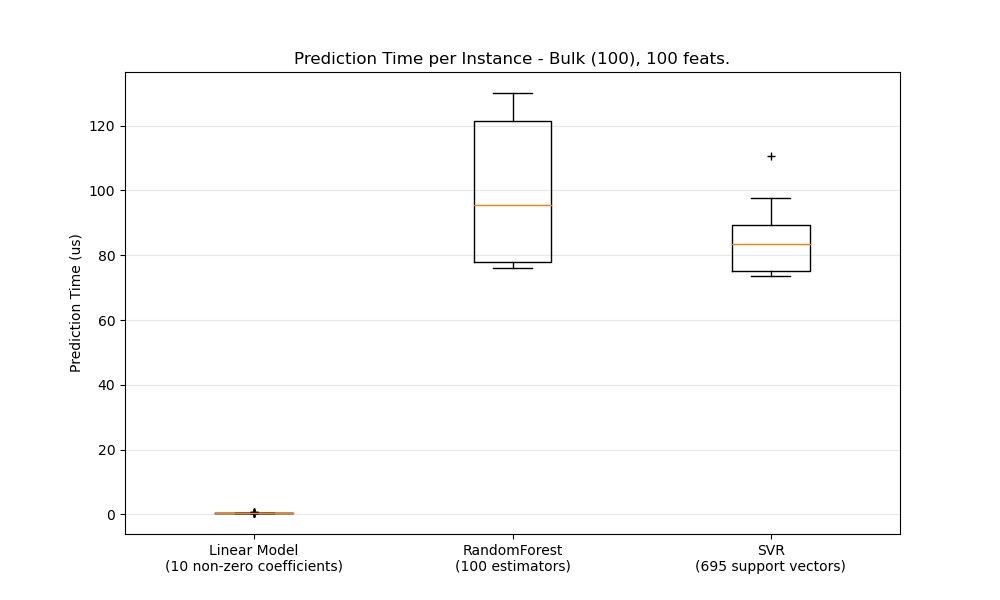 Prediction Time per Instance - Bulk (100), 100 feats.
Prediction Time (us)
120
100
80
60
40
20
0
Linear Model
(10 non-zero coefficients)
RandomForest
(100 estimators)
SVR
(695 support vectors)